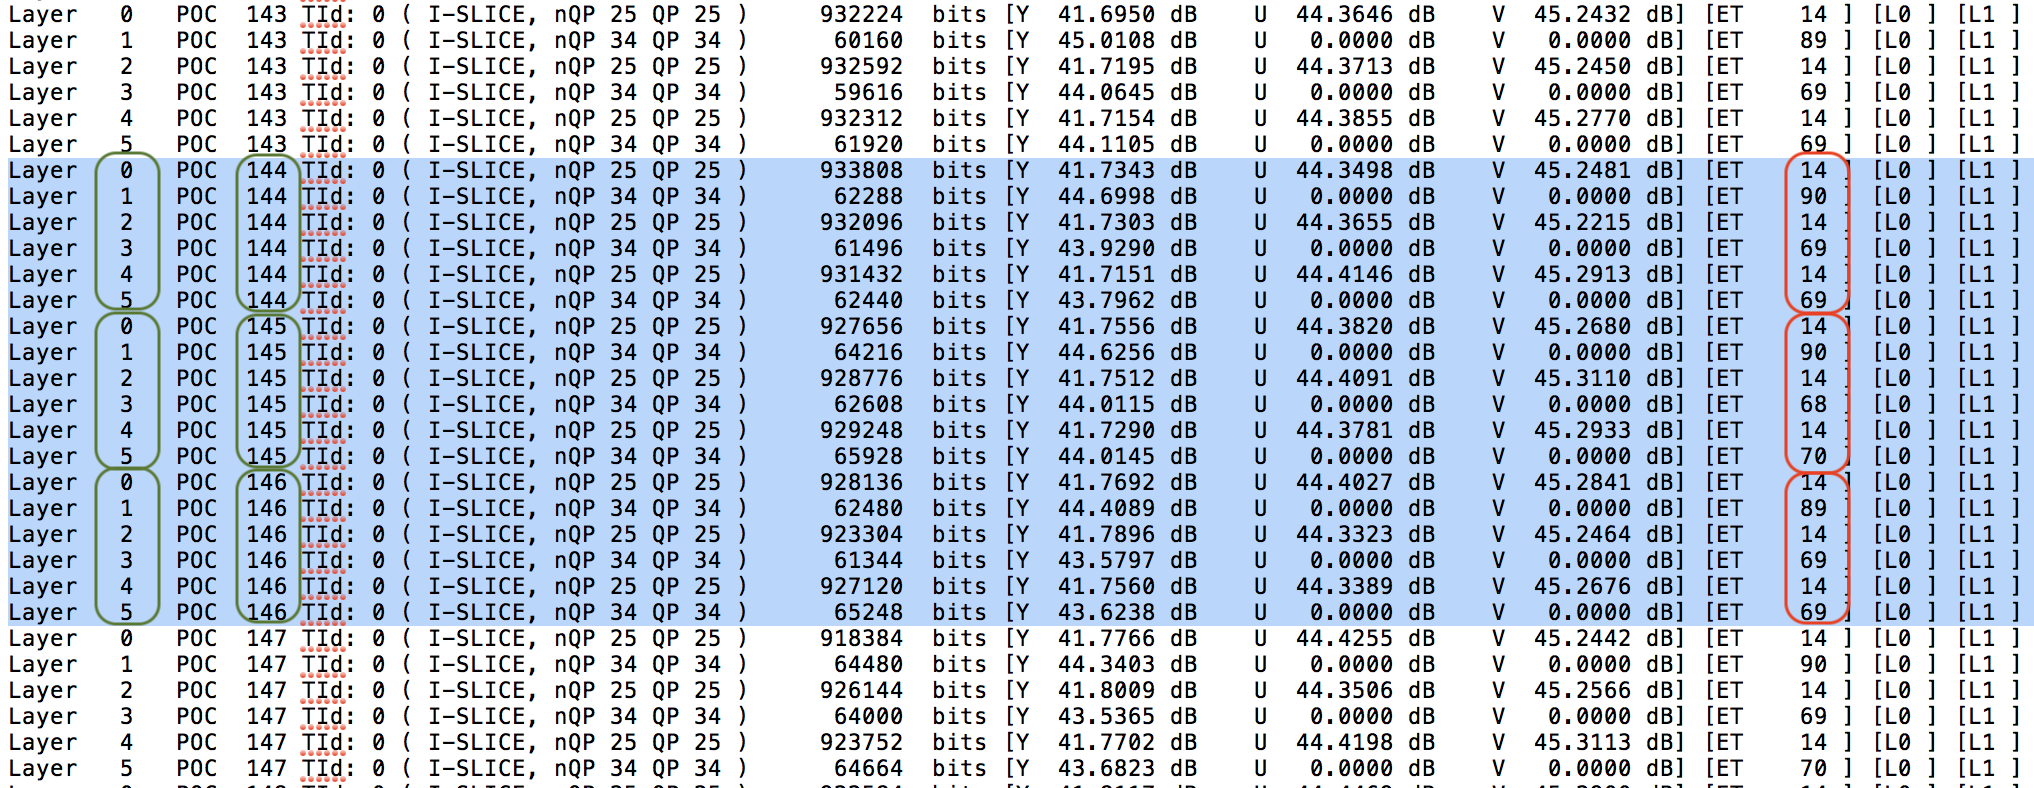 Layer 0 POC 143 TId: 0 ( I-SLICE, nQP 25 QP 25 ) 932224 bits [Y 41.6950 dB U 44.3646 dB V 45.2432 dB] [ET 14 ] [L0 ] [L1 ]
Layer 1 POC 143 TId: 0 ( I-SLICE, nQP 34 QP 34 ) 60160 bits [Y 45.0108 dB U 0.0000 dB V 0.0000 dB] [ET 89 ] [L0 ] [L1 ]
Layer 2 POC 143 TId: 0 ( I-SLICE, nQP 25 QP 25 ) 932592 bits [Y 41.7195 dB U 44.3713 dB V 45.2450 dB] [ET 14 ] [L0 ] [L1 ]
Layer 3 POC 143 TId: 0 ( I-SLICE, nQP 34 QP 34 ) 59616 bits [Y 44.0645 dB U 0.0000 dB V 0.0000 dB] [ET 69 ] [L0 ] [L1 ]
Layer 4 POC 143 TId: 0 ( I-SLICE, nQP 25 QP 25 ) 932312 bits [Y 41.7154 dB U 44.3855 dB V 45.2770 dB] [ET 14 ] [L0 ] [L1 ]
Layer 5 POC 143 TId: 0 ( I-SLICE, nQP 34 QP 34 ) 61920 bits [Y 44.1105 dB U 0.0000 dB V 0.0000 dB] [ET 69 ] [L0 ] [L1 ]
Layer 0 POC 144 TId: 0 ( I-SLICE, nQP 25 QP 25 ) 933808 bits [Y 41.7343 dB U 44.3498 dB V 45.2481 dB] [ET 14 ] [L0 ] [L1 ]
Layer 1 POC 144 TId: 0 ( I-SLICE, nQP 34 QP 34 ) 62288 bits [Y 44.6998 dB U 0.0000 dB V 0.0000 dB] [ET 90 ] [L0 ] [L1 ]
Layer 2 POC 144 TId: 0 ( I-SLICE, nQP 25 QP 25 ) 932096 bits [Y 41.7303 dB U 44.3655 dB V 45.2215 dB] [ET 14 ] [L0 ] [L1 ]
Layer 3 POC 144 TId: 0 ( I-SLICE, nQP 34 QP 34 ) 61496 bits [Y 43.9290 dB U 0.0000 dB V 0.0000 dB] [ET 69 ] [L0 ] [L1 ]
Layer 4 POC 144 TId: 0 ( I-SLICE, nQP 25 QP 25 ) 931432 bits [Y 41.7151 dB U 44.4146 dB V 45.2913 dB] [ET 14 ] [L0 ] [L1 ]
Layer 5 POC 144 TId: 0 ( I-SLICE, nQP 34 QP 34 ) 62440 bits [Y 43.7962 dB U 0.0000 dB V 0.0000 dB] [ET 69 ] [L0 ] [L1 ]
Layer 0 POC 145 TId: 0 ( I-SLICE, nQP 25 QP 25 ) 927656 bits [Y 41.7556 dB U 44.3820 dB V 45.2680 dB] [ET 14 ] [L0 ] [L1 ]
Layer 1 POC 145 TId: 0 ( I-SLICE, nQP 34 QP 34 ) 64216 bits [Y 44.6256 dB U 0.0000 dB V 0.0000 dB] [ET 90 ] [L0 ] [L1 ]
Layer 2 POC 145 TId: 0 ( I-SLICE, nQP 25 QP 25 ) 928776 bits [Y 41.7512 dB U 44.4091 dB V 45.3110 dB] [ET 14 ] [L0 ] [L1 ]
Layer 3 POC 145 TId: 0 ( I-SLICE, nQP 34 QP 34 ) 62608 bits [Y 44.0115 dB U 0.0000 dB V 0.0000 dB] [ET 68 ] [L0 ] [L1 ]
Layer 4 POC 145 TId: 0 ( I-SLICE, nQP 25 QP 25 ) 929248 bits [Y 41.7290 dB U 44.3781 dB V 45.2933 dB] [ET 14 ] [L0 ] [L1 ]
Layer 5 POC 145 TId: 0 ( I-SLICE, nQP 34 QP 34 ) 65928 bits [Y 44.0145 dB U 0.0000 dB V 0.0000 dB] [ET 70 ] [L0 ] [L1 ]
Layer 0 POC 146 TId: 0 ( I-SLICE, nQP 25 QP 25 ) 928136 bits [Y 41.7692 dB U 44.4027 dB V 45.2841 dB] [ET 14 ] [L0 ] [L1 ]
Layer 1 POC 146 TId: 0 ( I-SLICE, nQP 34 QP 34 ) 62480 bits [Y 44.4089 dB U 0.0000 dB V 0.0000 dB] [ET 89 ] [L0 ] [L1 ]
Layer 2 POC 146 TId: 0 ( I-SLICE, nQP 25 QP 25 ) 923304 bits [Y 41.7896 dB U 44.3323 dB V 45.2464 dB] [ET 14 ] [L0 ] [L1 ]
Layer 3 POC 146 TId: 0 ( I-SLICE, nQP 34 QP 34 ) 61344 bits [Y 43.5797 dB U 0.0000 dB V 0.0000 dB] [ET 69 ] [L0 ] [L1 ]
Layer 4 POC 146 TId: 0 ( I-SLICE, nQP 25 QP 25 ) 927120 bits [Y 41.7560 dB U 44.3389 dB V 45.2676 dB] [ET 14 ] [L0 ] [L1 ]
Layer 5 POC 146 TId: 0 ( I-SLICE, nQP 34 QP 34 ) 65248 bits [Y 43.6238 dB U 0.0000 dB V 0.0000 dB] [ET 69 ] [L0 ] [L1 ]
Layer 0 POC 147 TId: 0 ( I-SLICE, nQP 25 QP 25 ) 918384 bits [Y 41.7766 dB U 44.4255 dB V 45.2442 dB] [ET 14 ] [L0 ] [L1 ]
Layer 1 POC 147 TId: 0 ( I-SLICE, nQP 34 QP 34 ) 64480 bits [Y 44.3403 dB U 0.0000 dB V 0.0000 dB] [ET 90 ] [L0 ] [L1 ]
Layer 2 POC 147 TId: 0 ( I-SLICE, nQP 25 QP 25 ) 926144 bits [Y 41.8009 dB U 44.3506 dB V 45.2566 dB] [ET 14 ] [L0 ] [L1 ]
Layer 3 POC 147 TId: 0 ( I-SLICE, nQP 34 QP 34 ) 64000 bits [Y 43.5365 dB U 0.0000 dB V 0.0000 dB] [ET 69 ] [L0 ] [L1 ]
Layer 4 POC 147 TId: 0 ( I-SLICE, nQP 25 QP 25 ) 923752 bits [Y 41.7702 dB U 44.4198 dB V 45.3113 dB] [ET 14 ] [L0 ] [L1 ]
Layer 5 POC 147 TId: 0 ( I-SLICE, nQP 34 QP 34 ) 64664 bits [Y 43.6823 dB U 0.0000 dB V 0.0000 dB] [ET 70 ] [L0 ] [L1 ]